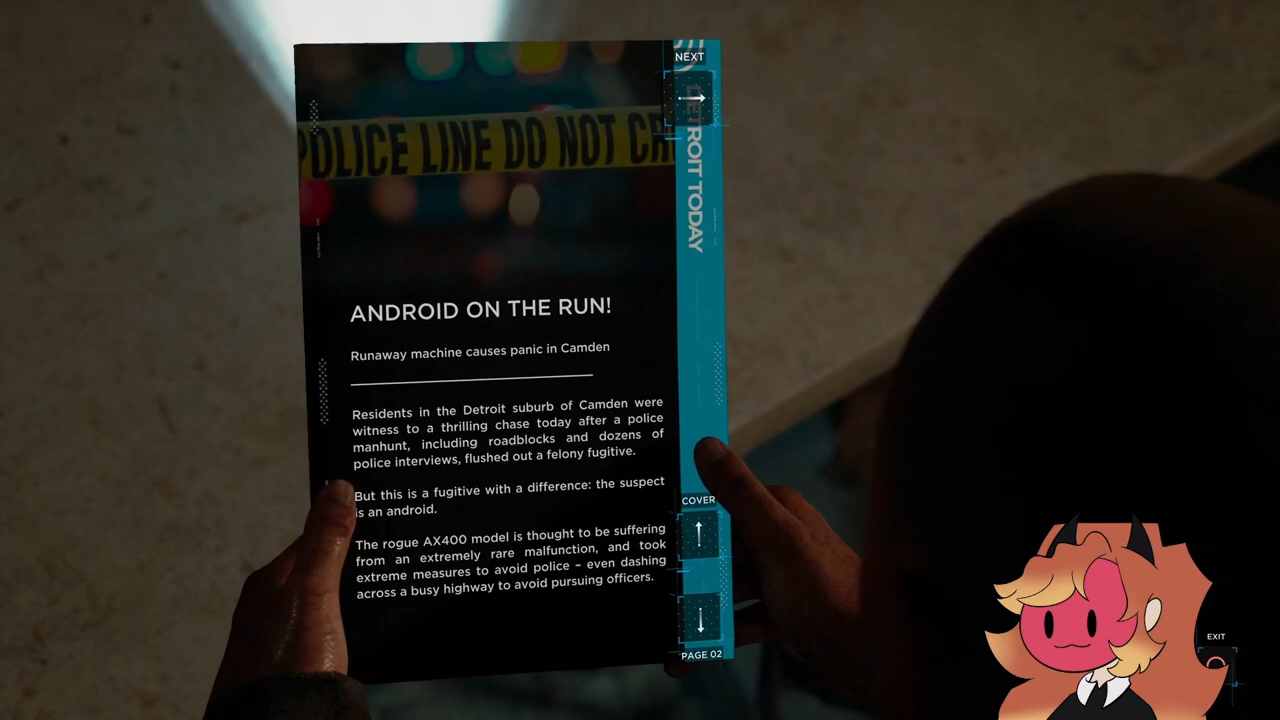 NEXT
DETROIT TODAY
POLICE LINE DO NOT CR
ANDROID ON THE RUN!
Runaway machine causes panic in Camden
Residents in the Detroit suburb of Camden were
witness to a thrilling chase today after a police
manhunt, including roadblocks and dozens of
police interviews, flushed out a felony fugitive.
But this is a fugitive with a difference: the suspect
is an android.
The rogue AX400 model is thought to be suffering
from an extremely rare malfunction, and took
extreme measures to avoid police – even dashing
across a busy highway to avoid pursuing officers.
COVER
PAGE 02
EXIT